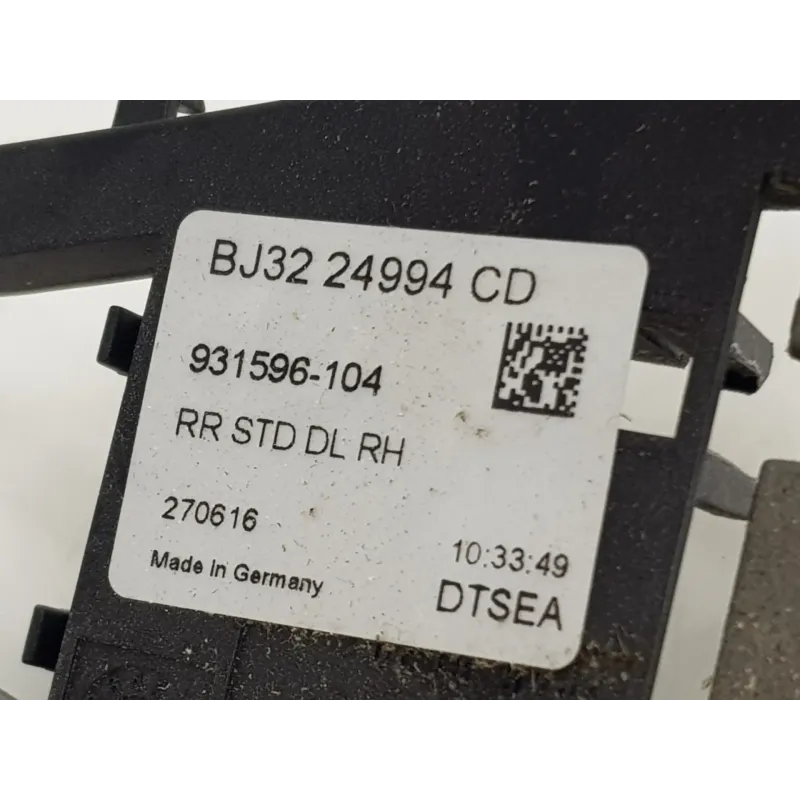 BJ32 24994 CD
931596-104
RR STD DL RH
270616
10:33:49
Made In Germany
DTSEA